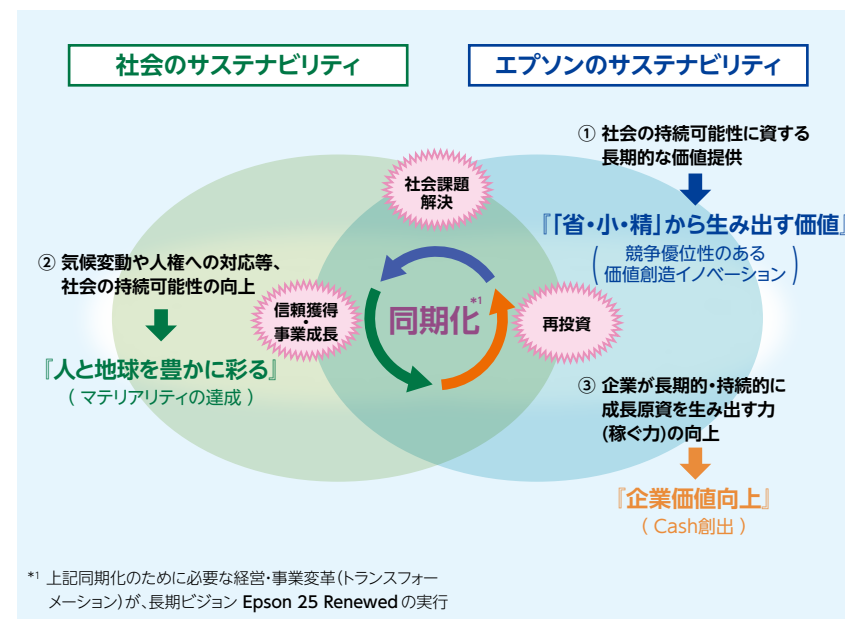 社会のサステナビリティ
エプソンのサステナビリティ
① 社会の持続可能性に資する
長期的な価値提供
『「省・小・精」から生み出す価値』
(競争優位性のある
価値創造イノベーション)
社会課題
解決
② 気候変動や人権への対応等、
社会の持続可能性の向上
『人と地球を豊かに彩る』
( マテリアリティの達成 )
信頼獲得
・
事業成長
同期化*1
再投資
③ 企業が長期的・持続的に
成長原資を生み出す力
(稼ぐ力)の向上
『企業価値向上』
( Cash創出 )
*1 上記同期化のために必要な経営・事業変革(トランスフォー
メーション)が、長期ビジョン Epson 25 Renewed の実行